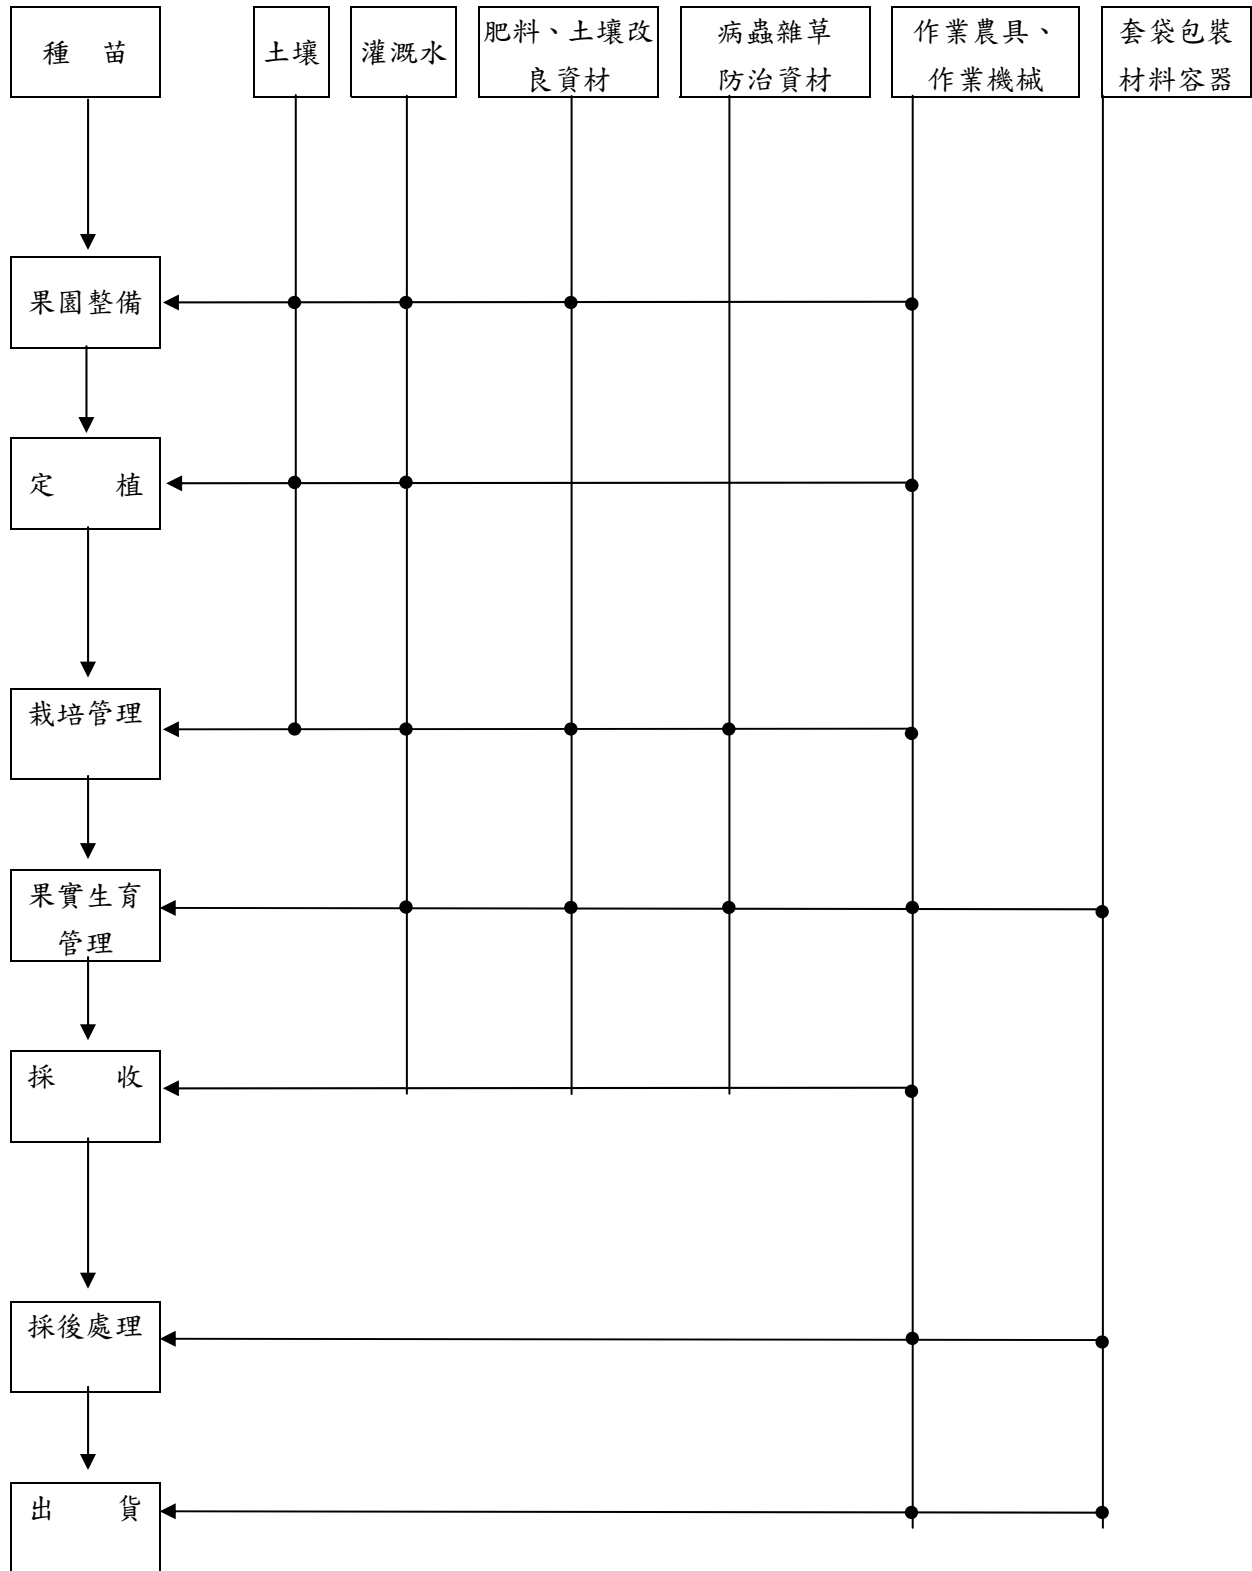 種 苗
土壤
灌溉水
肥料、土壤改
良資材
病蟲雜草
防治資材
作業農具、
作業機械
套袋包裝
材料容器
果園整備
定 植
栽培管理
果實生育
管理
採 收
採後處理
出 貨